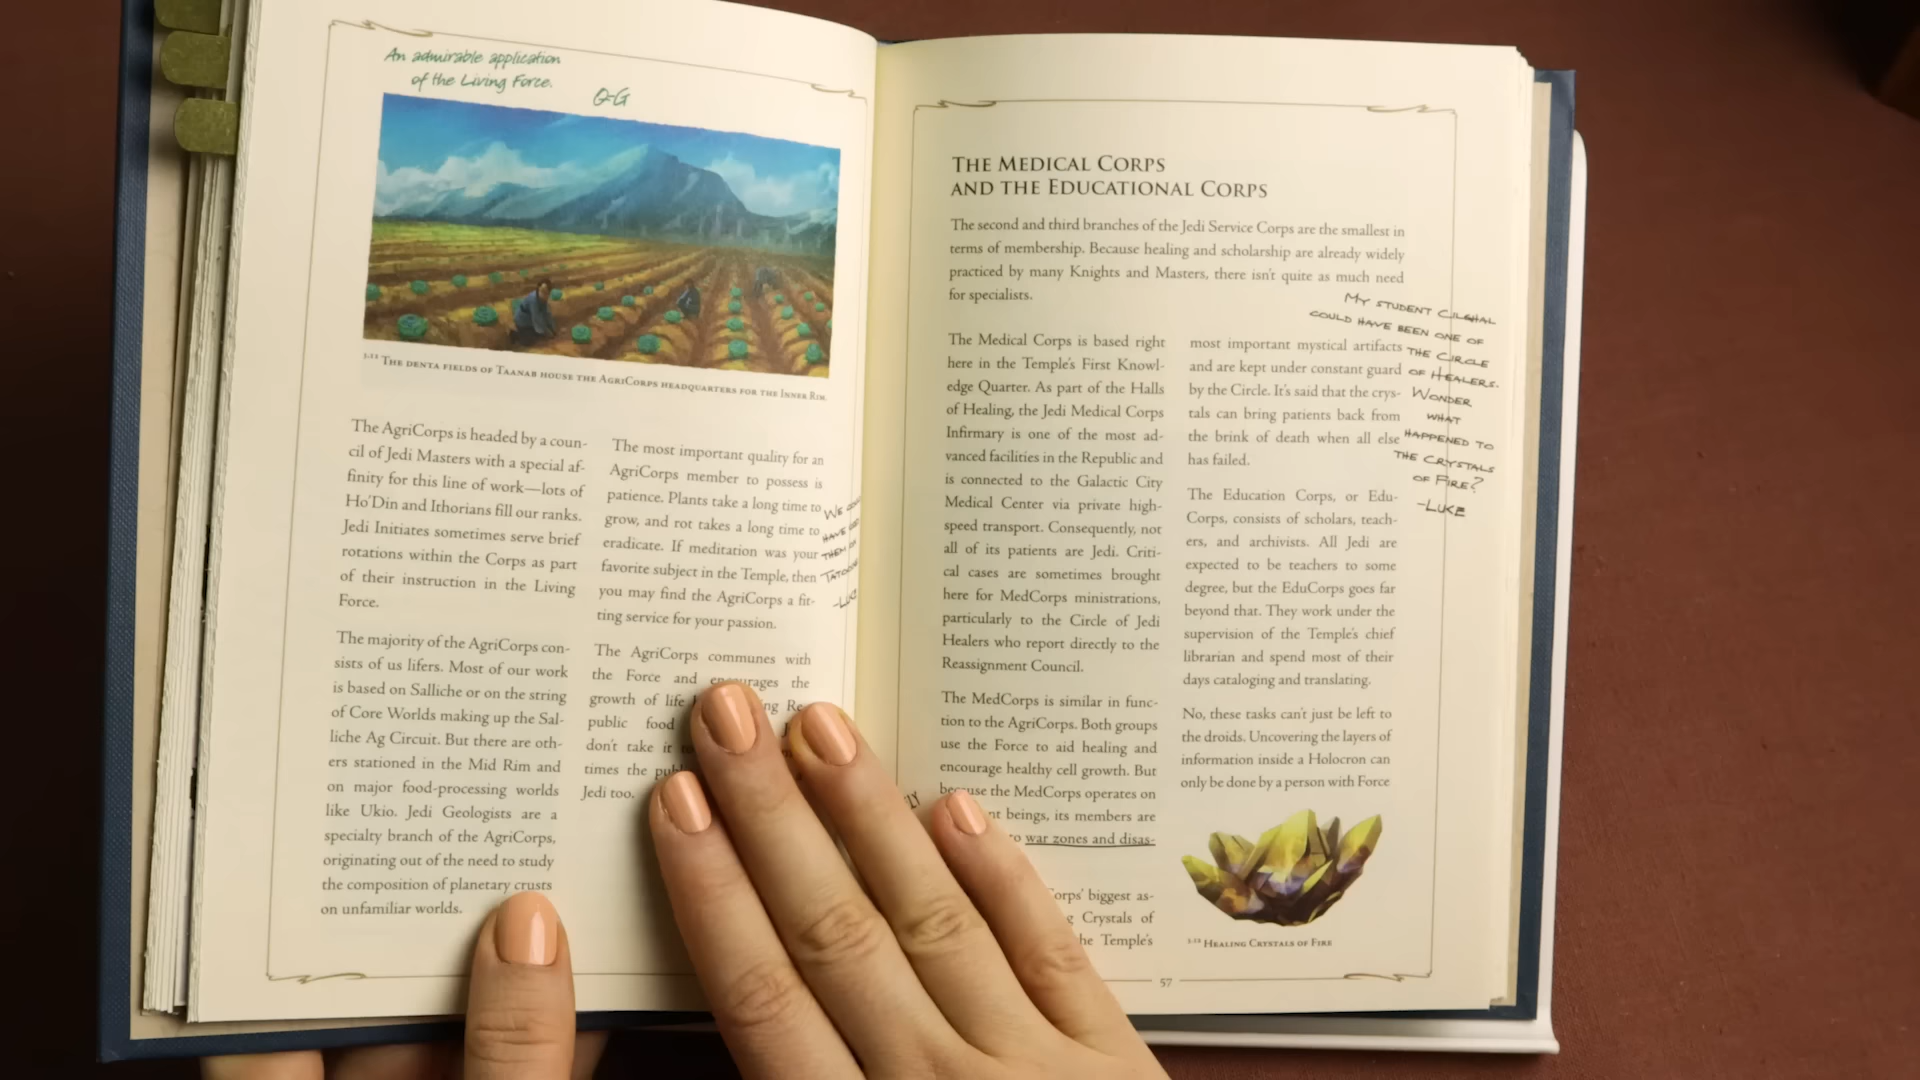 An admirable application
of the Living Force.
Q-G
3.11 The denta fields of Taanab house the AgriCorps headquarters for the Inner Rim.
The AgriCorps is headed by a coun-
cil of Jedi Masters with a special af-
finity for this line of work—lots of
Ho'Din and Ithorians fill our ranks.
Jedi Initiates sometimes serve brief
rotations within the Corps as part
of their instruction in the Living
Force.
The majority of the AgriCorps con-
sists of us lifers. Most of our work
is based on Salliche or on the string
of Core Worlds making up the Sal-
liche Ag Circuit. But there are oth-
ers stationed in the Mid Rim and
on major food-processing worlds
like Ukio. Jedi Geologists are a
specialty branch of the AgriCorps,
originating out of the need to study
the composition of planetary crusts
on unfamiliar worlds.
The most important quality for an
AgriCorps member to possess is
patience. Plants take a long time to
grow, and rot takes a long time to
eradicate. If meditation was your
favorite subject in the Temple, then
you may find the AgriCorps a fit-
ting service for your passion.
The AgriCorps communes with
the Force and encourages the
growth of life
public food
don't take it
times the
Jedi too.
We
have
them
-Luke
The Medical Corps
and the Educational Corps
The second and third branches of the Jedi Service Corps are the smallest in
terms of membership. Because healing and scholarship are already widely
practiced by many Knights and Masters, there isn't quite as much need
for specialists.
The Medical Corps is based right
here in the Temple's First Knowl-
edge Quarter. As part of the Halls
of Healing, the Jedi Medical Corps
Infirmary is one of the most ad-
vanced facilities in the Republic and
is connected to the Galactic City
Medical Center via private high-
speed transport. Consequently, not
all of its patients are Jedi. Criti-
cal cases are sometimes brought
here for MedCorps ministrations,
particularly to the Circle of Jedi
Healers who report directly to the
Reassignment Council.
The MedCorps is similar in func-
tion to the AgriCorps. Both groups
use the Force to aid healing and
encourage healthy cell growth. But
because the MedCorps operates on
beings, its members are
to war zones and disas-
Corps' biggest as-
Crystals of
the Temple's
most important mystical artifacts
and are kept under constant guard
by the Circle. It's said that the crys-
tals can bring patients back from
the brink of death when all else
has failed.
The Education Corps, or Edu-
Corps, consists of scholars, teach-
ers, and archivists. All Jedi are
expected to be teachers to some
degree, but the EduCorps goes far
beyond that. They work under the
supervision of the Temple's chief
librarian and spend most of their
days cataloging and translating.
No, these tasks can't just be left to
the droids. Uncovering the layers of
information inside a Holocron can
only be done by a person with Force
My student Cilghal
could have been one of
the Circle
of Healers.
Wonder
what
happened to
the Crystals
of Fire?
-Luke
3.12 Healing Crystals of Fire
57